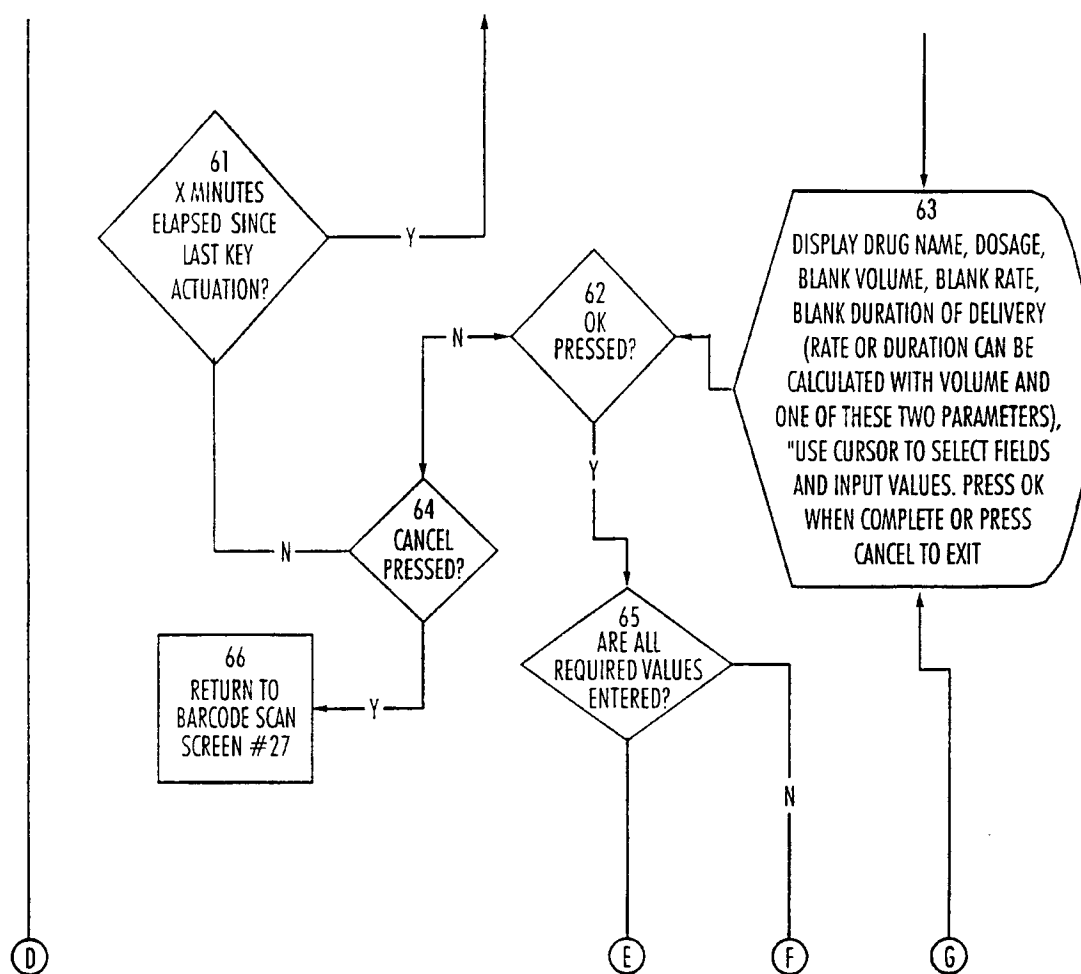 61
X MINUTES
ELAPSED SINCE
LAST KEY
ACTUATION?
Y
N
62
OK
PRESSED?
N
Y
63
DISPLAY DRUG NAME, DOSAGE,
BLANK VOLUME, BLANK RATE,
BLANK DURATION OF DELIVERY
(RATE OR DURATION CAN BE
CALCULATED WITH VOLUME AND
ONE OF THESE TWO PARAMETERS),
"USE CURSOR TO SELECT FIELDS
AND INPUT VALUES. PRESS OK
WHEN COMPLETE OR PRESS
CANCEL TO EXIT
64
CANCEL
PRESSED?
Y
65
ARE ALL
REQUIRED VALUES
ENTERED?
N
66
RETURN TO
BARCODE SCAN
SCREEN #27
D
E
F
G